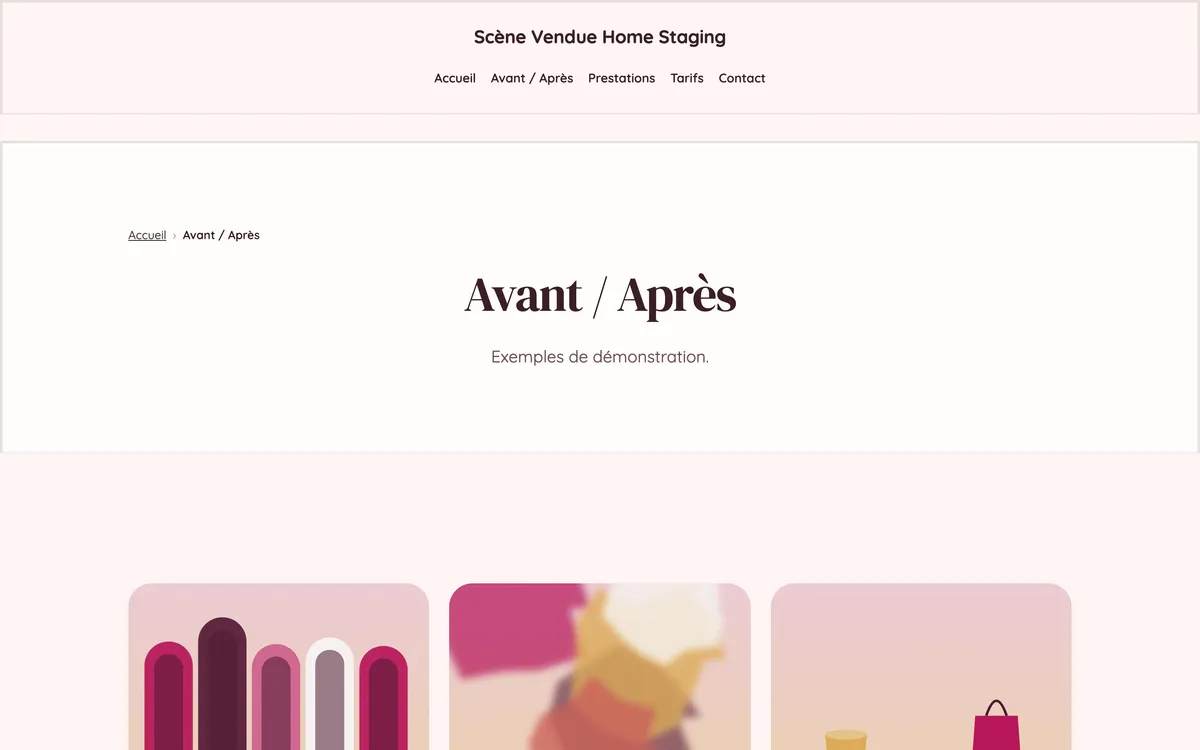 Scène Vendue Home Staging
Accueil Avant / Après Prestations Tarifs Contact
Accueil › Avant / Après
Avant / Après
Exemples de démonstration.